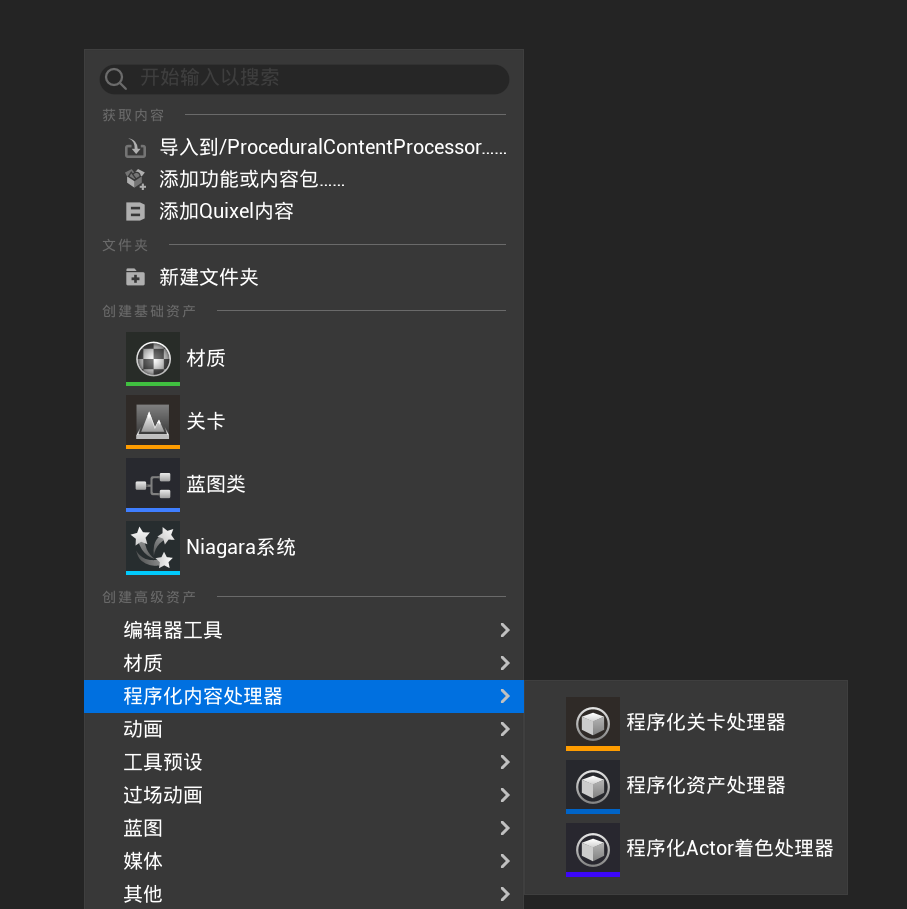 开始输入以搜索
获取内容
导入到/ProceduralContentProcessor......
添加功能或内容包......
添加Quixel内容
文件夹
新建文件夹
创建基础资产
材质
关卡
蓝图类
Niagara系统
创建高级资产
编辑器工具
材质
程序化内容处理器
动画
工具预设
过场动画
蓝图
媒体
其他
程序化关卡处理器
程序化资产处理器
程序化Actor着色处理器